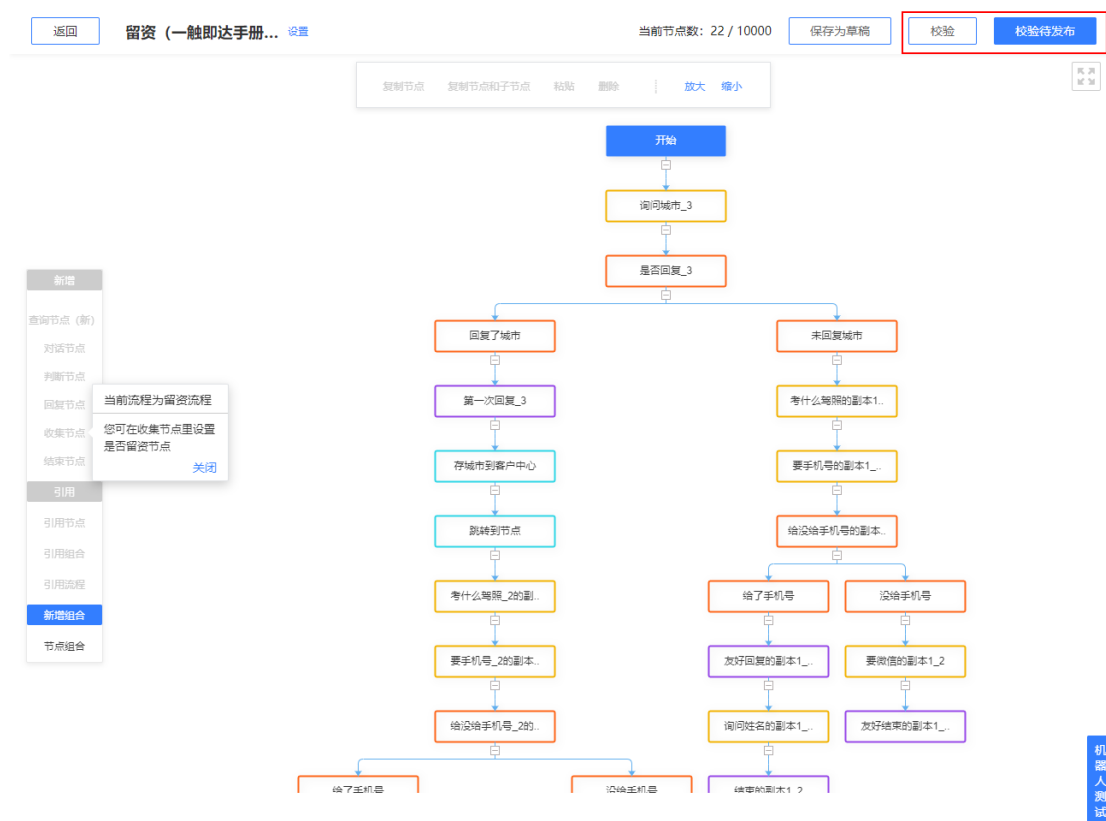 返回
留资（一触即达手册... 设置
当前节点数：22 / 10000
保存为草稿
校验
校验待发布
复制节点 复制节点和子节点 粘贴 删除 | 放大 缩小
开始
询问城市_3
是否回复_3
回复了城市
未回复城市
第一次回复_3
考什么驾照的副本1..
存城市到客户中心
要手机号的副本1_..
跳转到节点
给没给手机号的副本..
考什么驾照_2的副..
给了手机号
没给手机号
要手机号_2的副本..
友好回复的副本1_..
要微信的副本1_2
给没给手机号_2的..
询问姓名的副本1_..
友好结束的副本1_..
给了手机号
没给手机号
结束的副本1_2
新增
查询节点（新）
对话节点
判断节点
回复节点
收集节点
结束节点
引用
引用节点
引用组合
引用流程
新增组合
节点组合
当前流程为留资流程
您可在收集节点里设置
是否留资节点
关闭
机器人测试